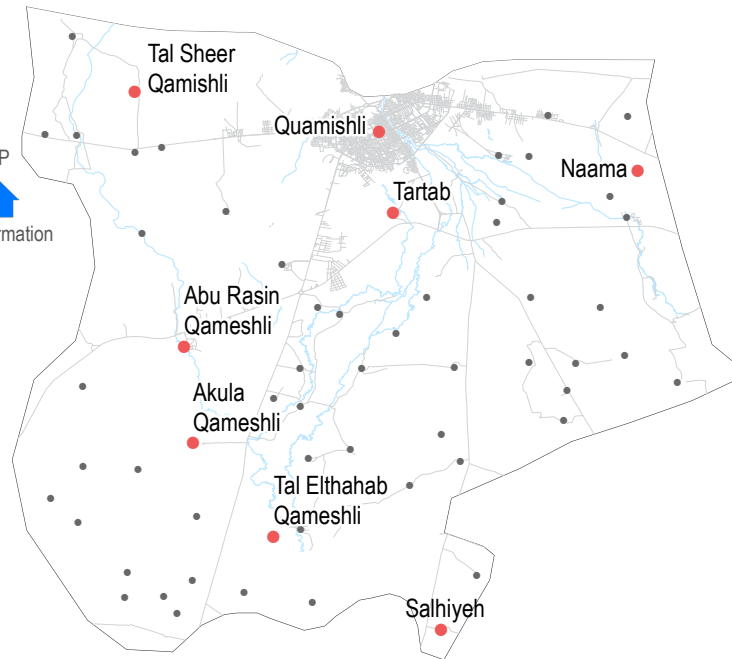 Tal Sheer
Qamishli
Quamishli
P
Naama
Tartab
rmation
Abu Rasin
Qameshli
Akula
Qameshli
Tal Elthahab
Qameshli
Salhiyeh